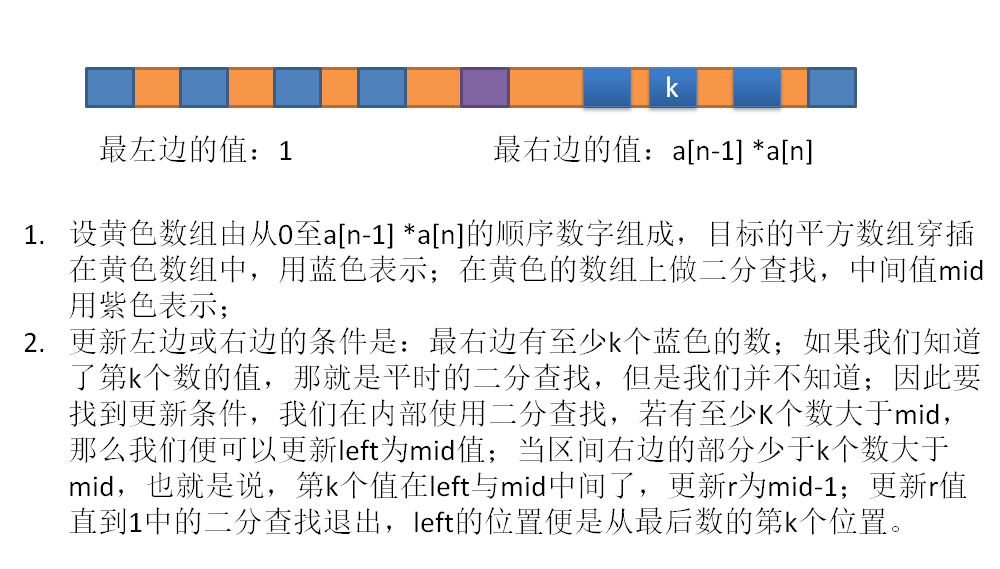 k
最左边的值：1 最右边的值：a[n-1] *a[n]
1. 设黄色数组由从0至a[n-1] *a[n]的顺序数字组成，目标的平方数组穿插
在黄色数组中，用蓝色表示；在黄色的数组上做二分查找，中间值mid
用紫色表示；
2. 更新左边或右边的条件是：最右边有至少k个蓝色的数；如果我们知道
了第k个数的值，那就是平时的二分查找，但是我们并不知道；因此要
找到更新条件，我们在内部使用二分查找，若有至少K个数大于mid，
那么我们便可以更新left为mid值；当区间右边的部分少于k个数大于
mid，也就是说，第k个值在left与mid中间了，更新r为mid-1；更新r值
直到1中的二分查找退出，left的位置便是从最后数的第k个位置。